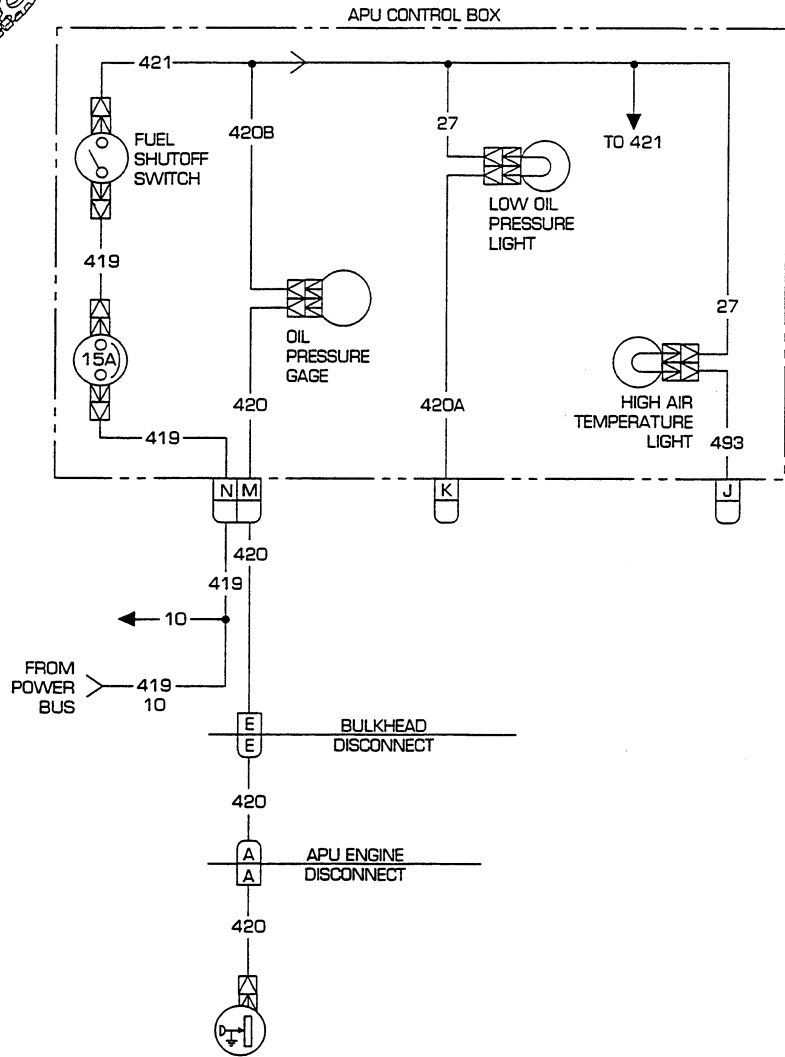 APU CONTROL BOX
421
420B
27
TO 421
FUEL
SHUTOFF
SWITCH
LOW OIL
PRESSURE
LIGHT
419
27
15A
OIL
PRESSURE
GAGE
HIGH AIR
TEMPERATURE
LIGHT
420
420A
419
493
N M
K
J
420
419
10
FROM
POWER
BUS
419
10
E
E
BULKHEAD
DISCONNECT
420
A
A
APU ENGINE
DISCONNECT
420